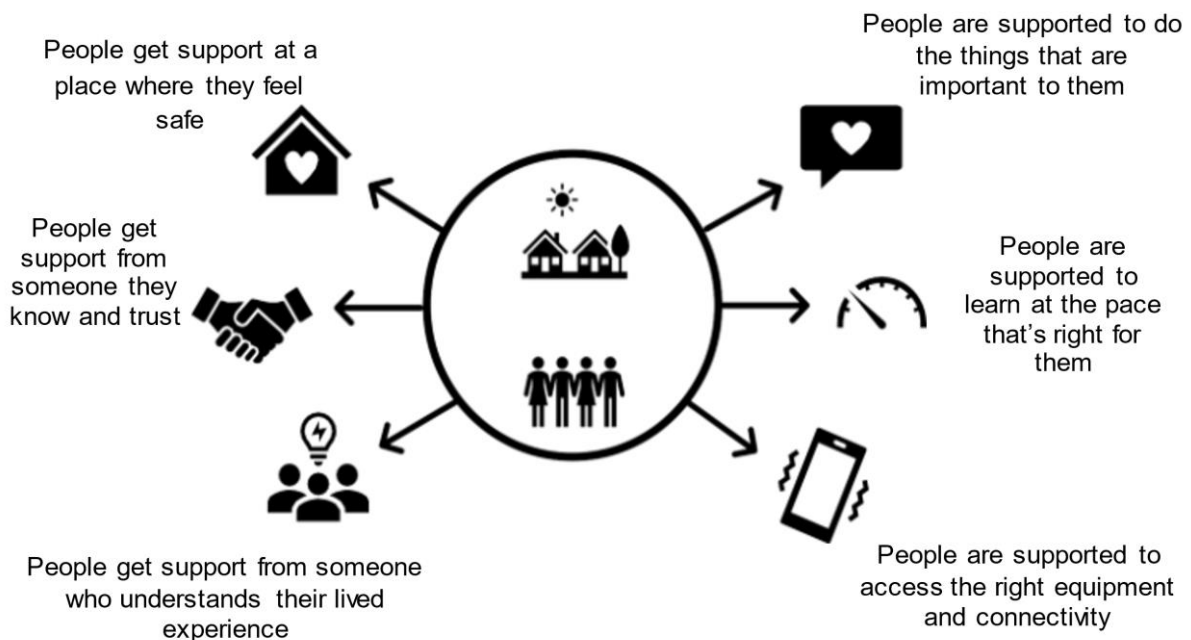 People get support at a
place where they feel
safe
People get
support from
someone they
know and trust
People get support from someone
who understands their lived
experience
People are supported to do
the things that are
important to them
People are
supported to
learn at the pace
that's right for
them
People are supported to
access the right equipment
and connectivity